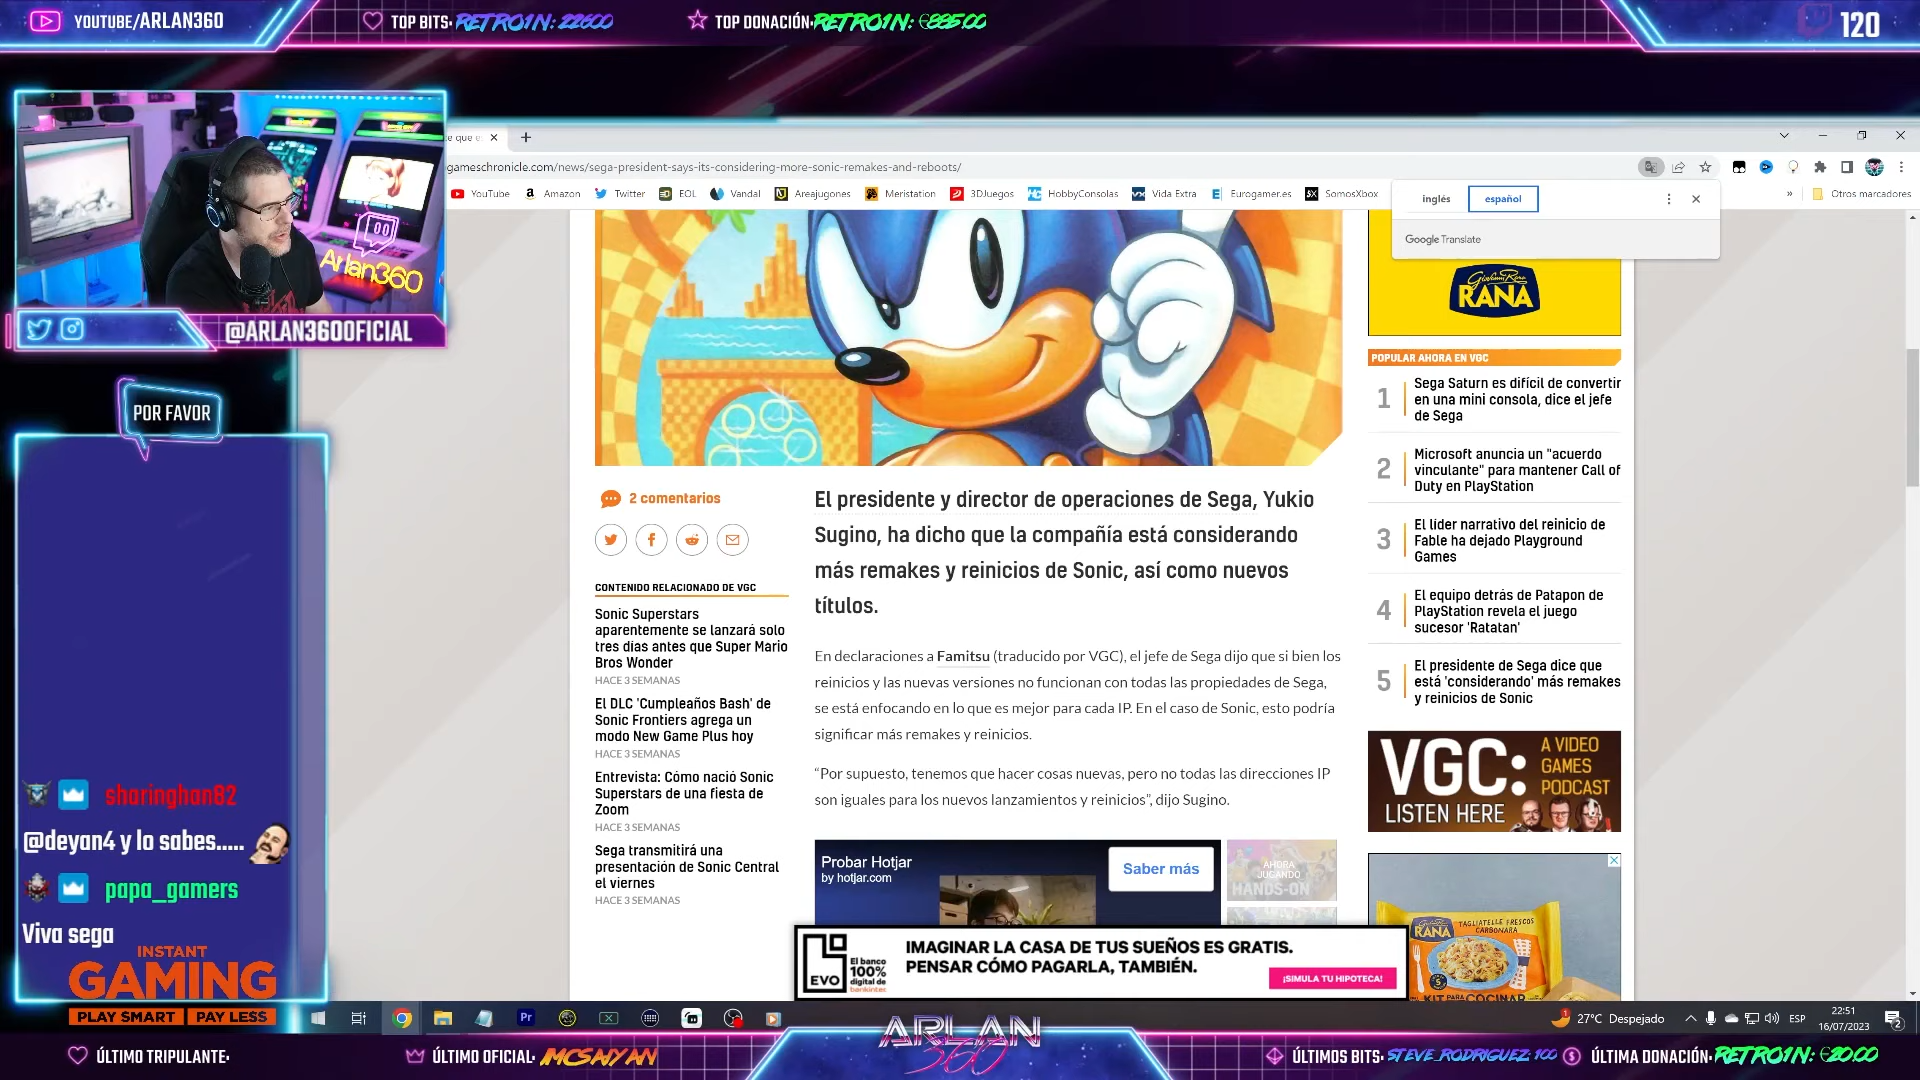 YOUTUBE/ARLAN360
TOP BITS: RETRO1N: 22600
TOP DONACIÓN: RETRO1N: €885.00
120
Arlan360
@ARLAN360OFICIAL
POR FAVOR
sharinghan82
@deyan4 y lo sabes.....
papa_gamers
Viva sega
INSTANT
GAMING
PLAY SMART PAY LESS
gameschronicle.com/news/sega-president-says-its-considering-more-sonic-remakes-and-reboots/
YouTube Amazon Twitter EOL Vandal Areajugones Meristation 3DJuegos HobbyConsolas Vida Extra Eurogamer.es SomosXbox » Otros marcadores
inglés español
Google Translate
2 comentarios
CONTENIDO RELACIONADO DE VGC
Sonic Superstars
aparentemente se lanzará solo
tres días antes que Super Mario
Bros Wonder
HACE 3 SEMANAS
El DLC 'Cumpleaños Bash' de
Sonic Frontiers agrega un
modo New Game Plus hoy
HACE 3 SEMANAS
Entrevista: Cómo nació Sonic
Superstars de una fiesta de
Zoom
HACE 3 SEMANAS
Sega transmitirá una
presentación de Sonic Central
el viernes
HACE 3 SEMANAS
El presidente y director de operaciones de Sega, Yukio
Sugino, ha dicho que la compañía está considerando
más remakes y reinicios de Sonic, así como nuevos
títulos.
En declaraciones a Famitsu (traducido por VGC), el jefe de Sega dijo que si bien los
reinicios y las nuevas versiones no funcionan con todas las propiedades de Sega,
se está enfocando en lo que es mejor para cada IP. En el caso de Sonic, esto podría
significar más remakes y reinicios.
“Por supuesto, tenemos que hacer cosas nuevas, pero no todas las direcciones IP
son iguales para los nuevos lanzamientos y reinicios”, dijo Sugino.
Probar Hotjar
by hotjar.com
Saber más
AHORA
JUGANDO
HANDS-ON
Giovanni Rana
RANA
POPULAR AHORA EN VGC
1 Sega Saturn es difícil de convertir
en una mini consola, dice el jefe
de Sega
2 Microsoft anuncia un "acuerdo
vinculante" para mantener Call of
Duty en PlayStation
3 El líder narrativo del reinicio de
Fable ha dejado Playground
Games
4 El equipo detrás de Patapon de
PlayStation revela el juego
sucesor 'Ratatan'
5 El presidente de Sega dice que
está 'considerando' más remakes
y reinicios de Sonic
VGC: A VIDEO
GAMES
PODCAST
LISTEN HERE
RANA
TAGLIATELLE FRESCOS
CARBONARA
KIT PARA COCINAR
EVO
El banco
100%
digital de
bankinter
IMAGINAR LA CASA DE TUS SUEÑOS ES GRATIS.
PENSAR CÓMO PAGARLA, TAMBIÉN.
¡SIMULA TU HIPOTECA!
Pr
27°C Despejado
ESP
22:51
16/07/2023
2
ÚLTIMO TRIPULANTE:
ÚLTIMO OFICIAL: MCSAIYAN
ARLAN
360
ÚLTIMOS BITS: STEVE_RODRIGUEZ: 100
ÚLTIMA DONACIÓN: RETRO1N: €20.00